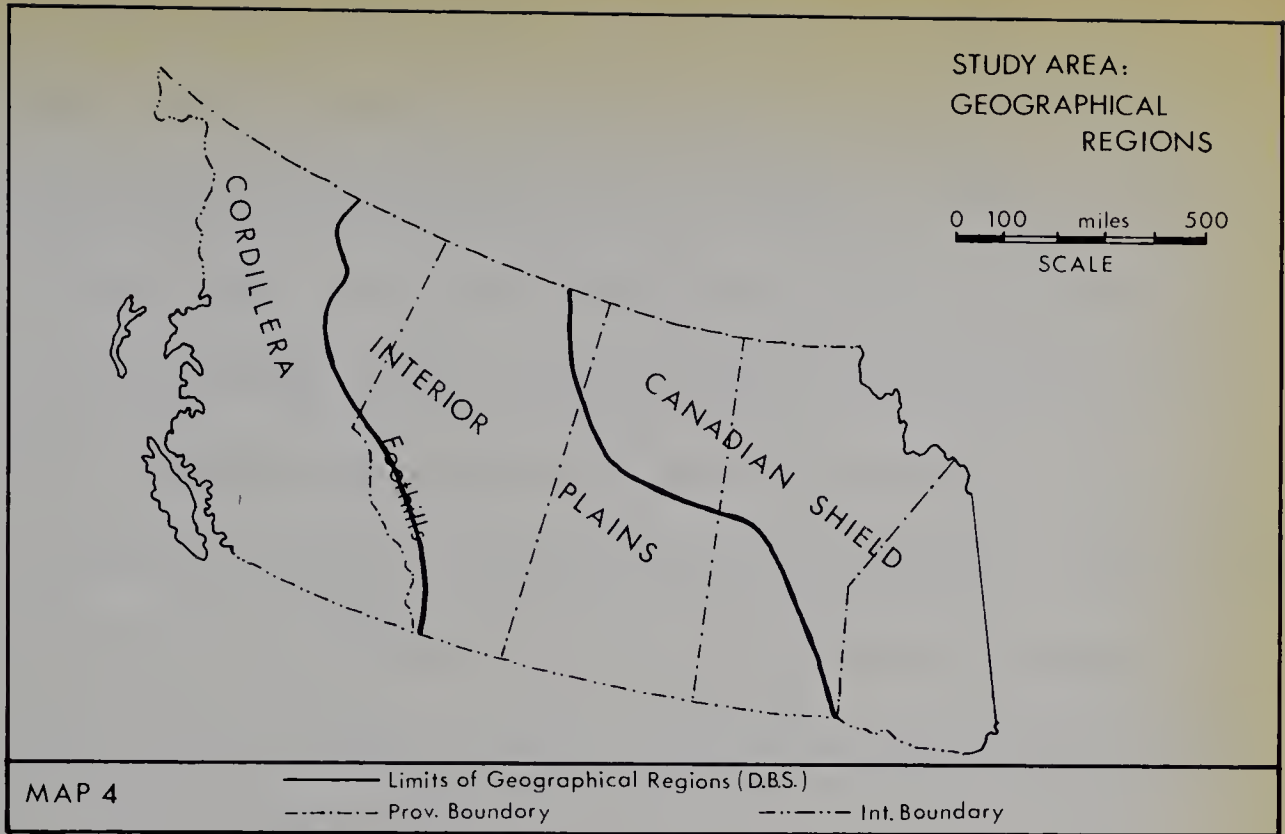 STUDY AREA:
GEOGRAPHICAL
REGIONS
0 100 miles 500
SCALE
CORDILLERA
INTERIOR
PLAINS
Foothills
CANADIAN SHIELD
MAP 4
Limits of Geographical Regions (D.B.S.)
Prov. Boundory
Int. Boundary